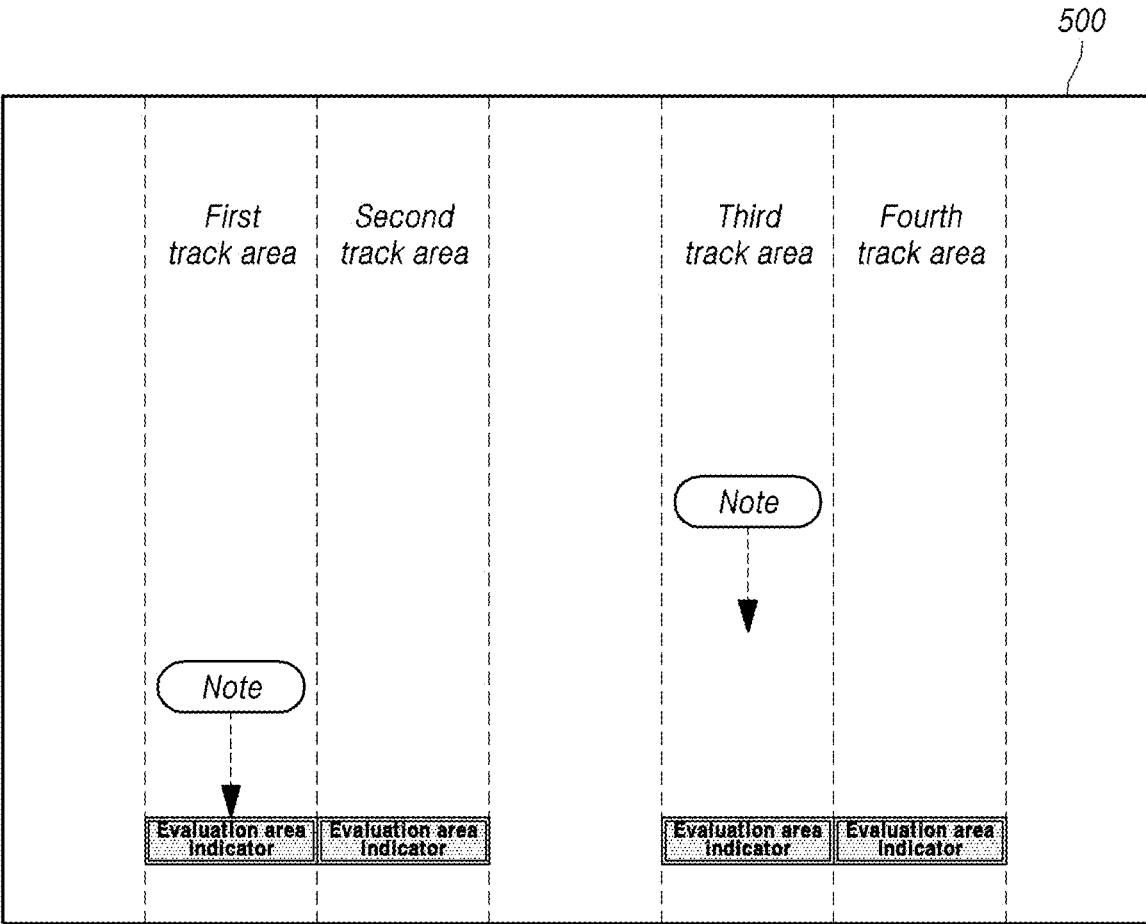 500
First
track area
Second
track area
Third
track area
Fourth
track area
Note
Note
Evaluation area
indicator
Evaluation area
indicator
Evaluation area
indicator
Evaluation area
indicator